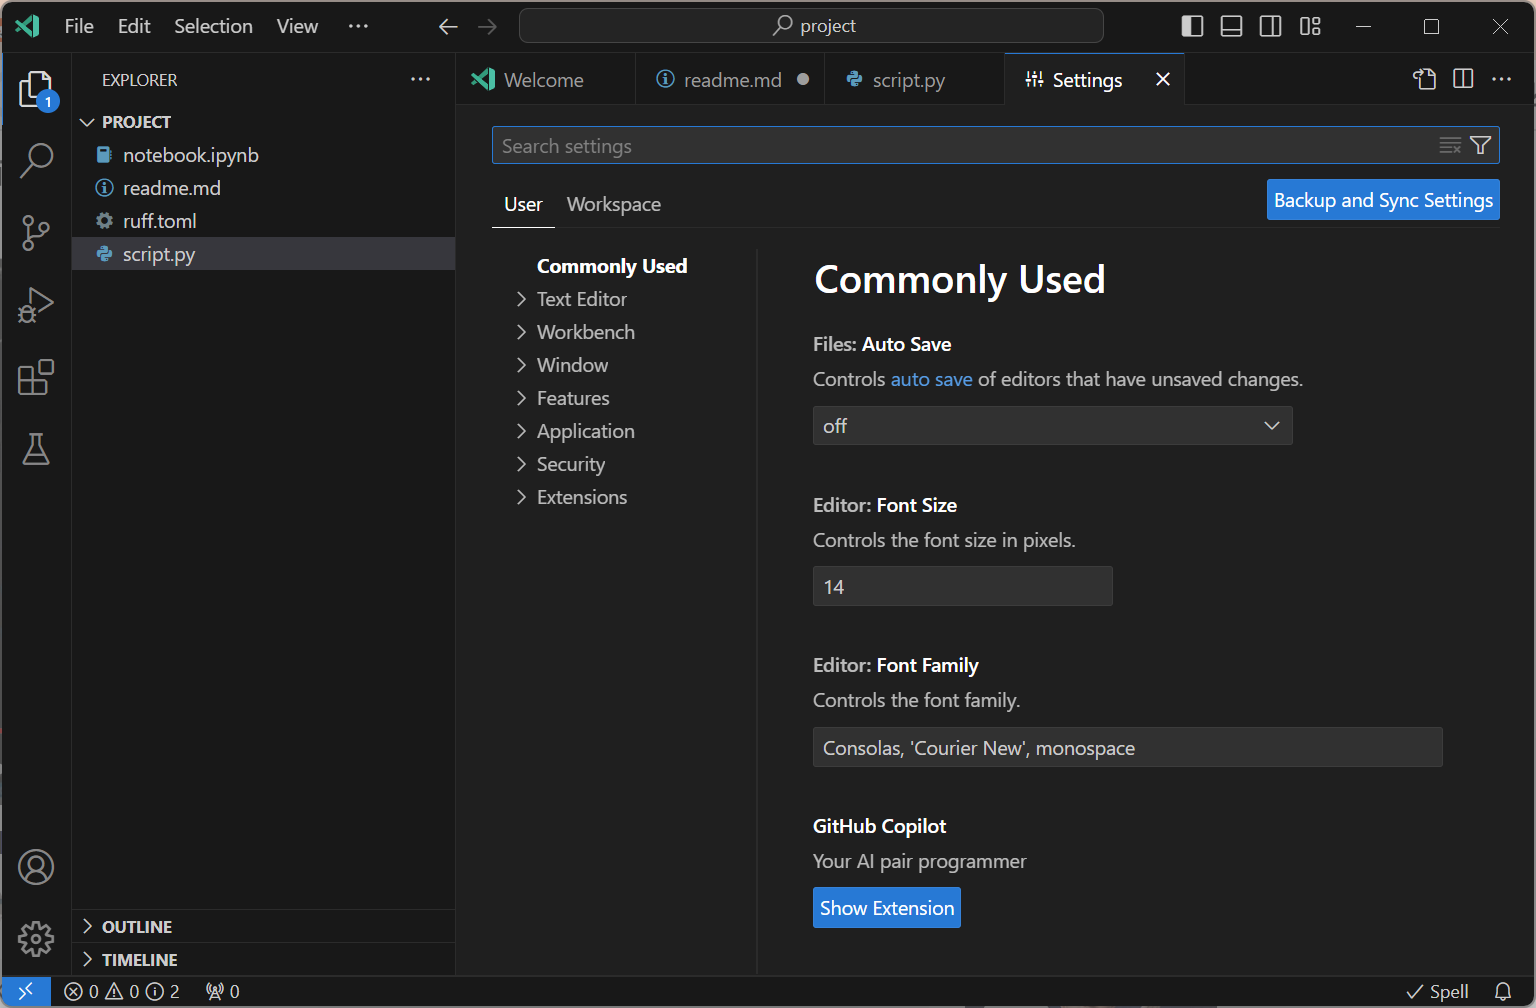 File Edit Selection View ··· project
EXPLORER ···
1
PROJECT
notebook.ipynb
readme.md
ruff.toml
script.py
OUTLINE
TIMELINE
Welcome readme.md script.py Settings
Search settings
User Workspace Backup and Sync Settings
Commonly Used
Text Editor
Workbench
Window
Features
Application
Security
Extensions
Commonly Used
Files: Auto Save
Controls auto save of editors that have unsaved changes.
off
Editor: Font Size
Controls the font size in pixels.
14
Editor: Font Family
Controls the font family.
Consolas, 'Courier New', monospace
GitHub Copilot
Your AI pair programmer
Show Extension
0 0 2 0 Spell